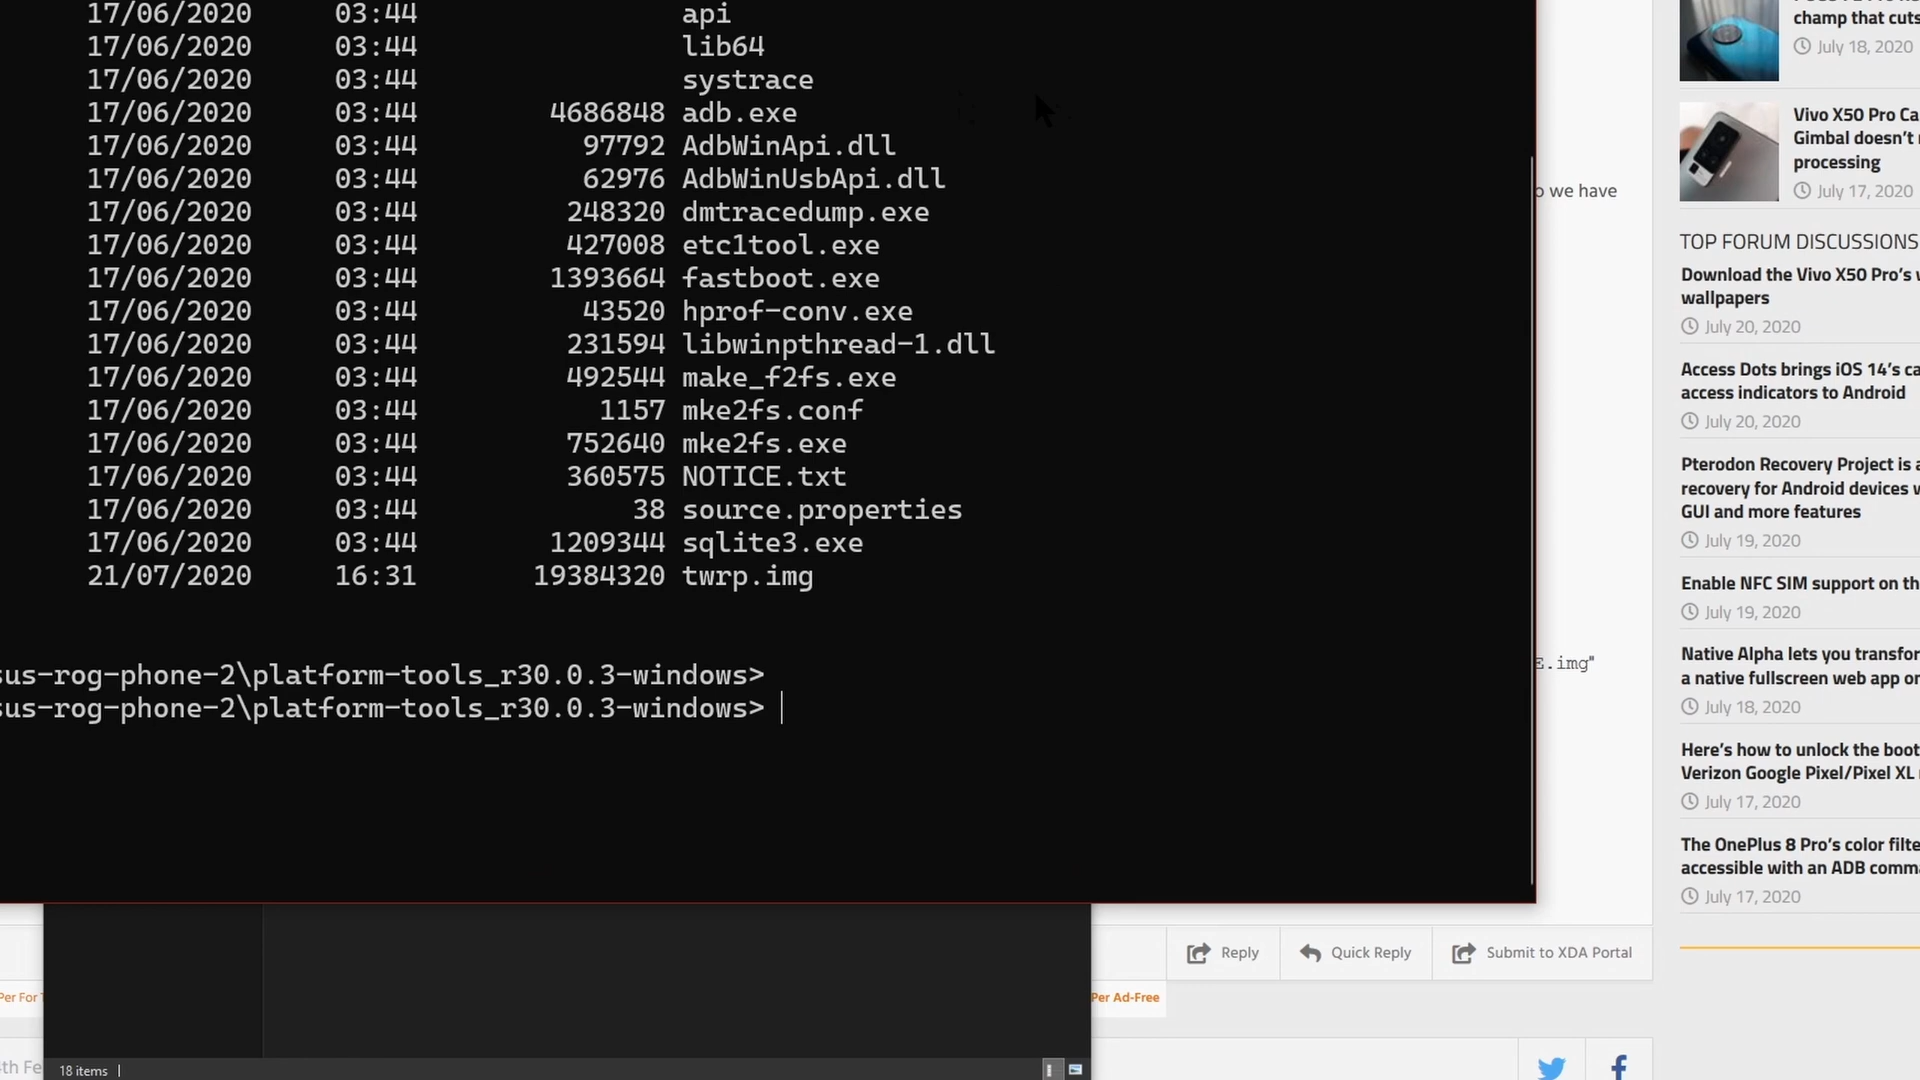 17/06/2020 03:44 api
17/06/2020 03:44 lib64
17/06/2020 03:44 systrace
17/06/2020 03:44 4686848 adb.exe
17/06/2020 03:44 97792 AdbWinApi.dll
17/06/2020 03:44 62976 AdbWinUsbApi.dll
17/06/2020 03:44 248320 dmtracedump.exe
17/06/2020 03:44 427008 etc1tool.exe
17/06/2020 03:44 1393664 fastboot.exe
17/06/2020 03:44 43520 hprof-conv.exe
17/06/2020 03:44 231594 libwinpthread-1.dll
17/06/2020 03:44 492544 make_f2fs.exe
17/06/2020 03:44 1157 mke2fs.conf
17/06/2020 03:44 752640 mke2fs.exe
17/06/2020 03:44 360575 NOTICE.txt
17/06/2020 03:44 38 source.properties
17/06/2020 03:44 1209344 sqlite3.exe
21/07/2020 16:31 19384320 twrp.img
sus-rog-phone-2\platform-tools_r30.0.3-windows>
sus-rog-phone-2\platform-tools_r30.0.3-windows>
o we have
E.img"
champ that cuts
July 18, 2020
Vivo X50 Pro Ca
Gimbal doesn't
processing
July 17, 2020
TOP FORUM DISCUSSIONS
Download the Vivo X50 Pro's
wallpapers
July 20, 2020
Access Dots brings iOS 14's ca
access indicators to Android
July 20, 2020
Pterodon Recovery Project is a
recovery for Android devices
GUI and more features
July 19, 2020
Enable NFC SIM support on th
July 19, 2020
Native Alpha lets you transfor
a native fullscreen web app on
July 18, 2020
Here's how to unlock the boot
Verizon Google Pixel/Pixel XL
July 17, 2020
The OnePlus 8 Pro's color filte
accessible with an ADB comma
July 17, 2020
Reply
Quick Reply
Submit to XDA Portal
Per For
Per Ad-Free
4th Fe
18 items